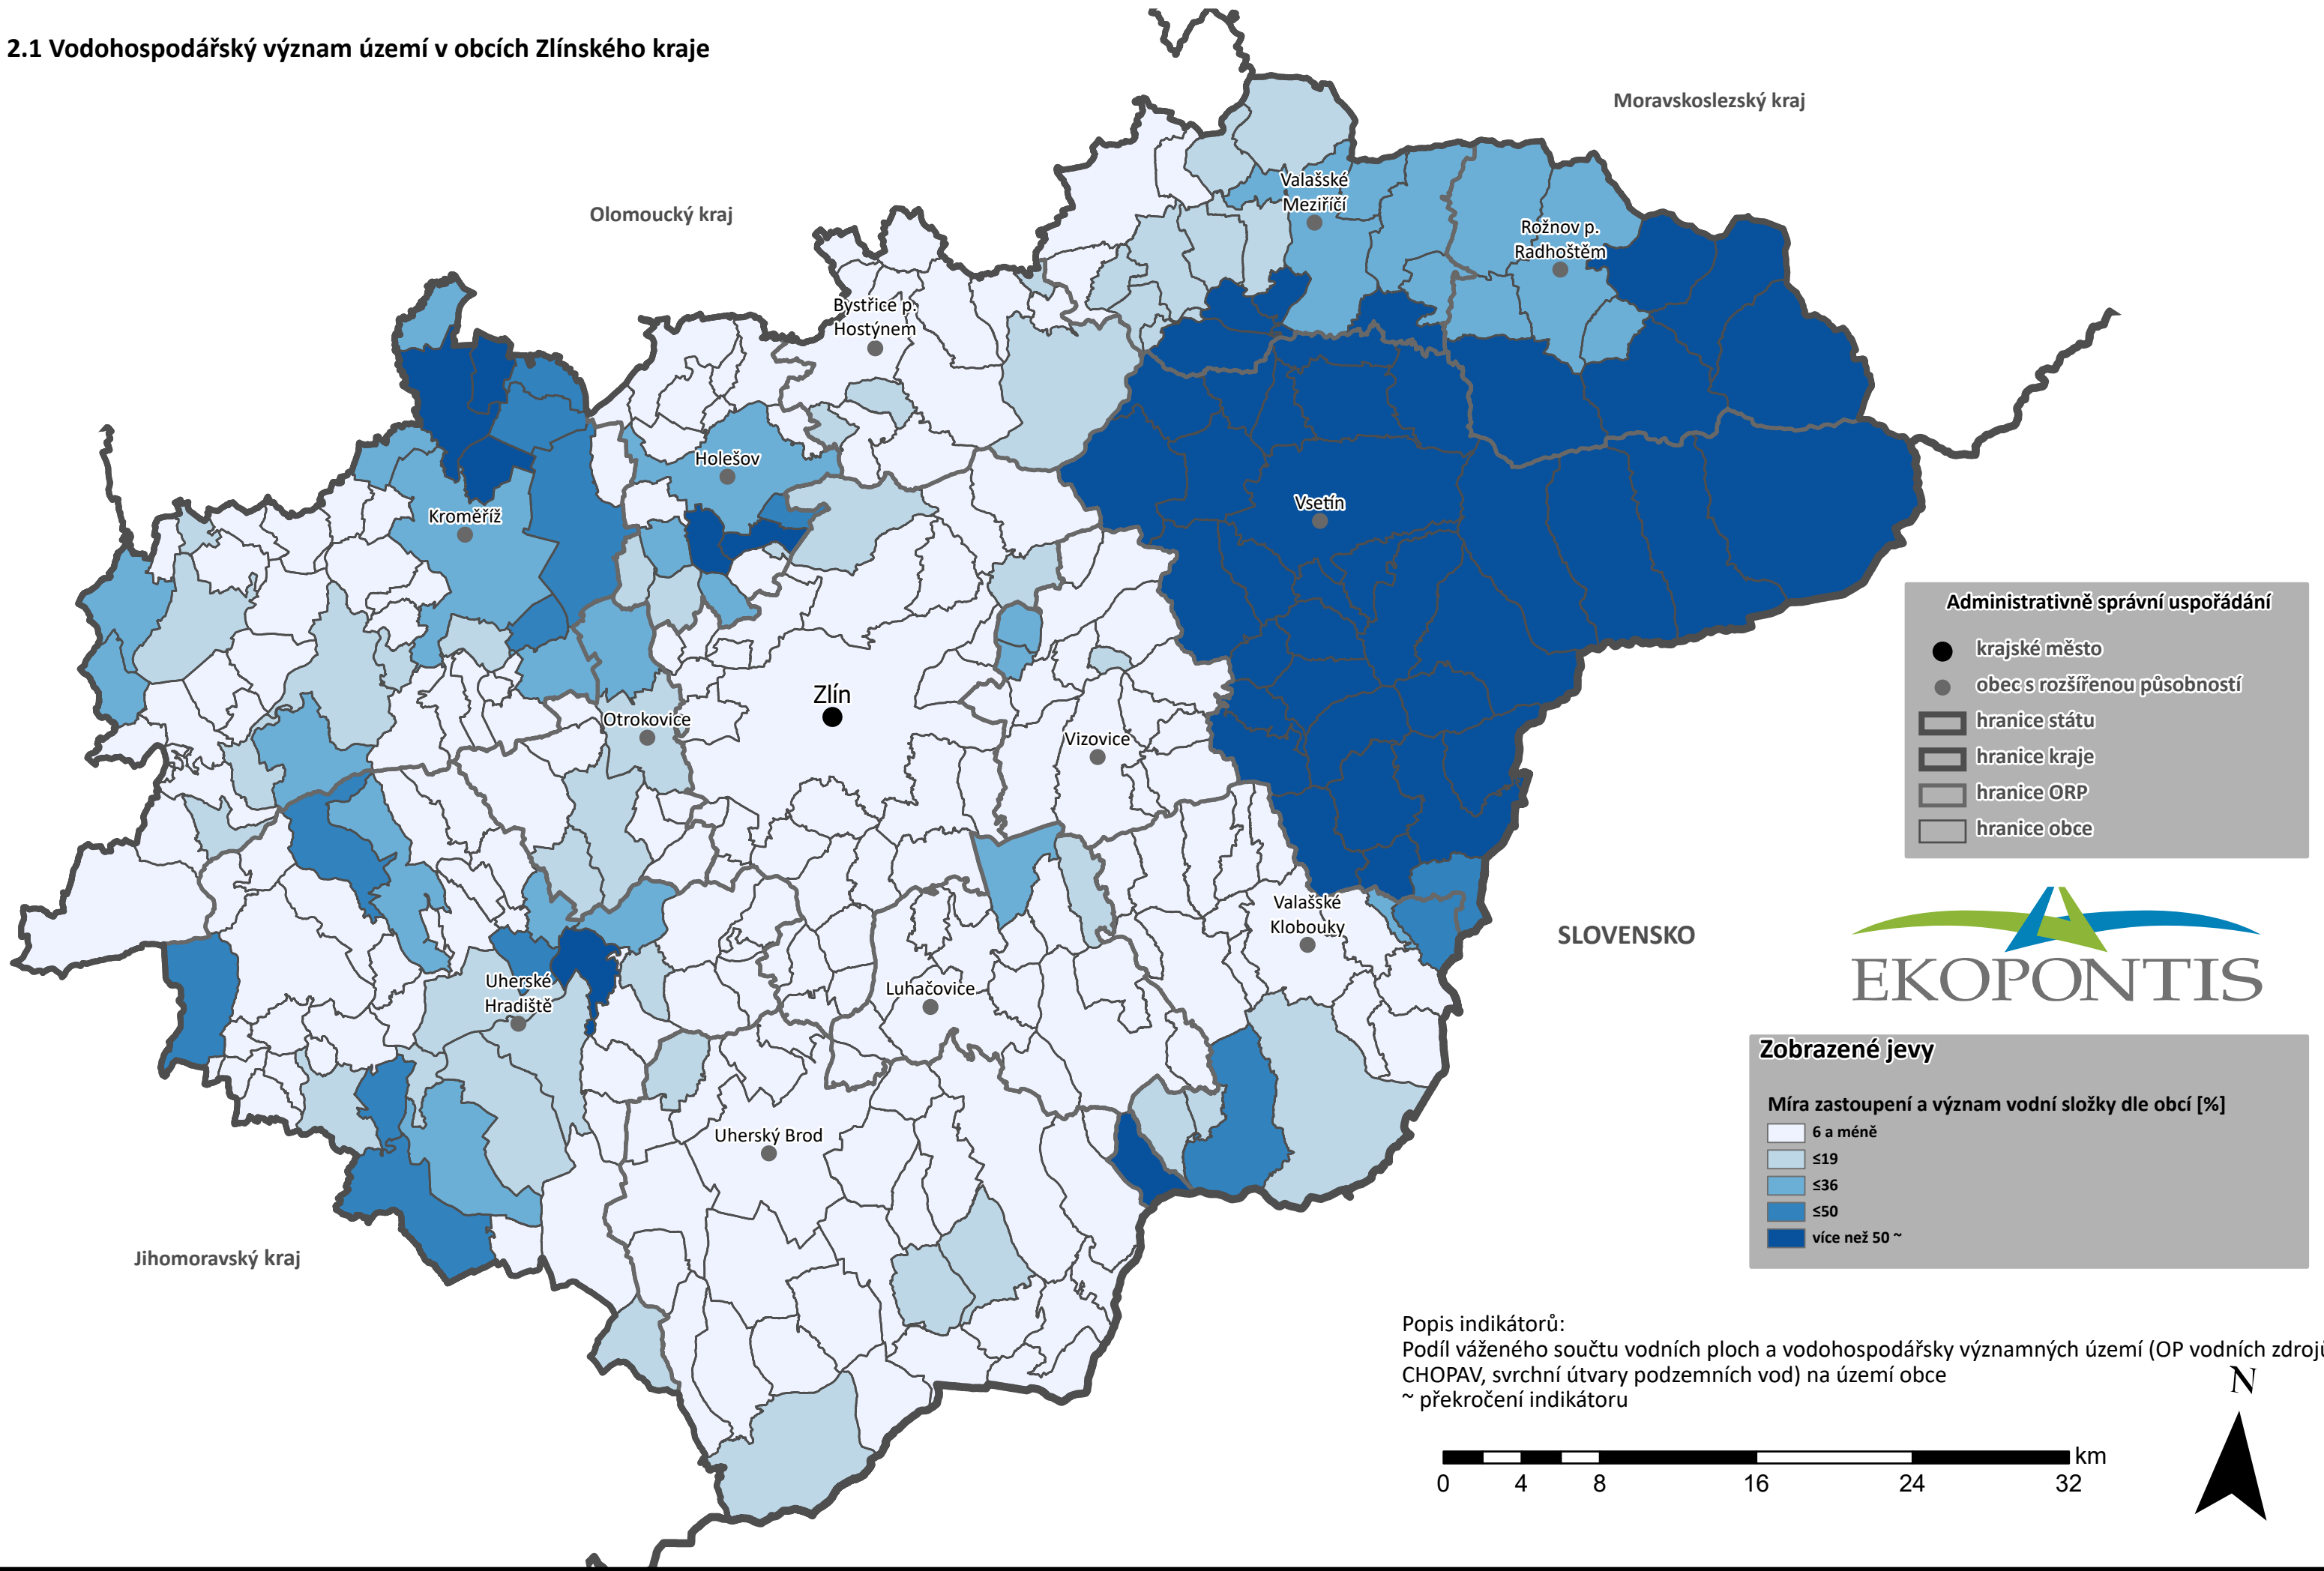 2.1 Vodohospodářský význam území v obcích Zlínského kraje
Moravskoslezský kraj
Olomoucký kraj
Valašské
Meziříčí
Rožnov p.
Radhoštěm
Bystřice p.
Hostýnem
Holešov
Kroměříž
Vsetín
Zlín
Otrokovice
Vizovice
Valašské
Klobouky
Uherské
Hradiště
Luhačovice
Uherský Brod
Jihomoravský kraj
SLOVENSKO
Administrativně správní uspořádání
krajské město
obec s rozšířenou působností
hranice státu
hranice kraje
hranice ORP
hranice obce
EKOPONTIS
Zobrazené jevy
Míra zastoupení a význam vodní složky dle obcí [%]
6 a méně
≤19
≤36
≤50
více než 50 ~
Popis indikátorů:
Podíl váženého součtu vodních ploch a vodohospodářsky významných území (OP vodních zdrojů
CHOPAV, svrchní útvary podzemních vod) na území obce
~ překročení indikátoru
N
km
0 4 8 16 24 32